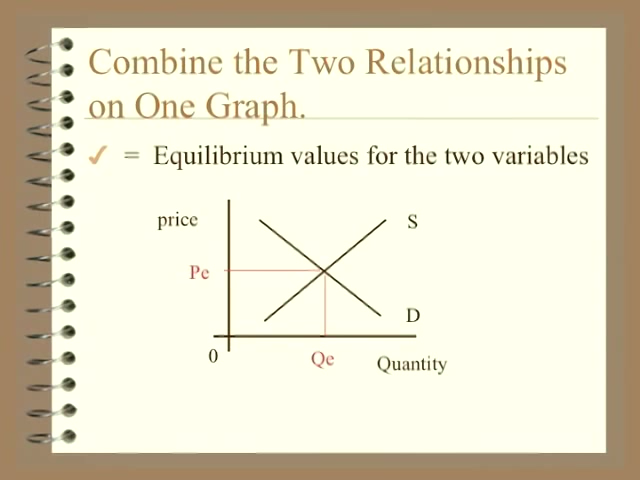 Combine the Two Relationships
on One Graph.
✓ = Equilibrium values for the two variables
price
S
Pe
D
0
Qe
Quantity